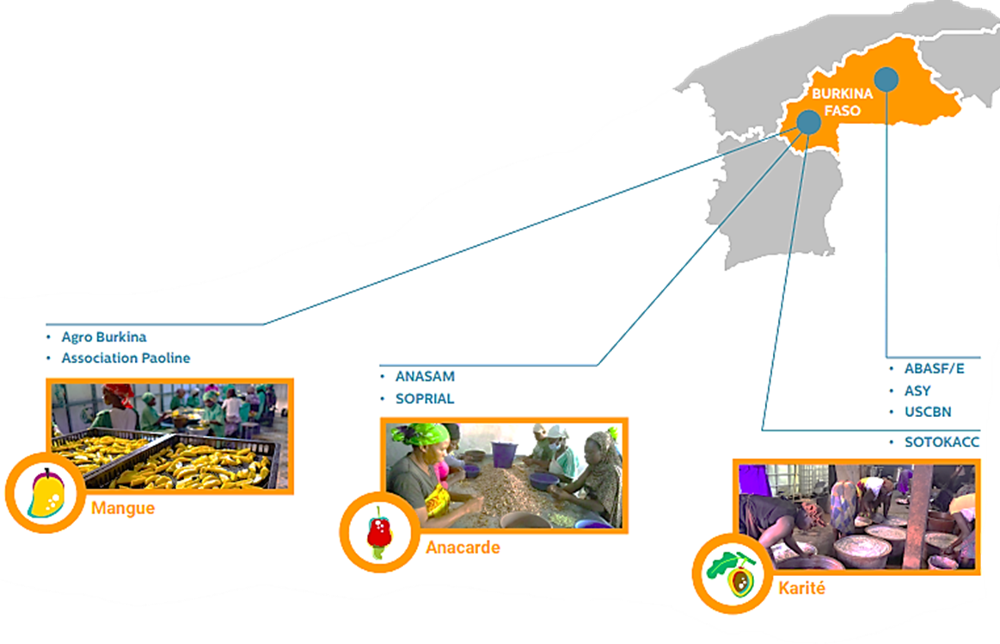 BURKINA
FASO
• Agro Burkina
• Association Paoline
Mangue
• ANASAM
• SOPRIAL
Anacarde
• ABASF/E
• ASY
• USCBN
• SOTOKACC
Karité